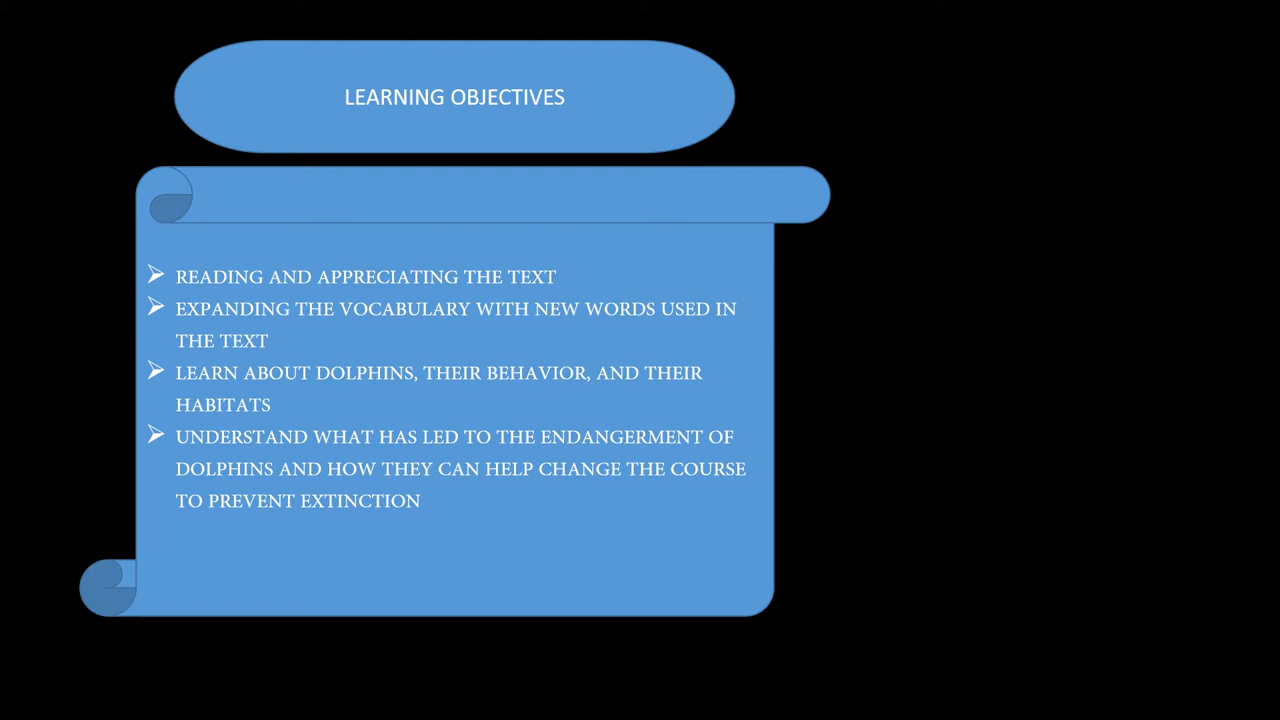 LEARNING OBJECTIVES
READING AND APPRECIATING THE TEXT
EXPANDING THE VOCABULARY WITH NEW WORDS USED IN
THE TEXT
LEARN ABOUT DOLPHINS, THEIR BEHAVIOR, AND THEIR
HABITATS
UNDERSTAND WHAT HAS LED TO THE ENDANGERMENT OF
DOLPHINS AND HOW THEY CAN HELP CHANGE THE COURSE
TO PREVENT EXTINCTION